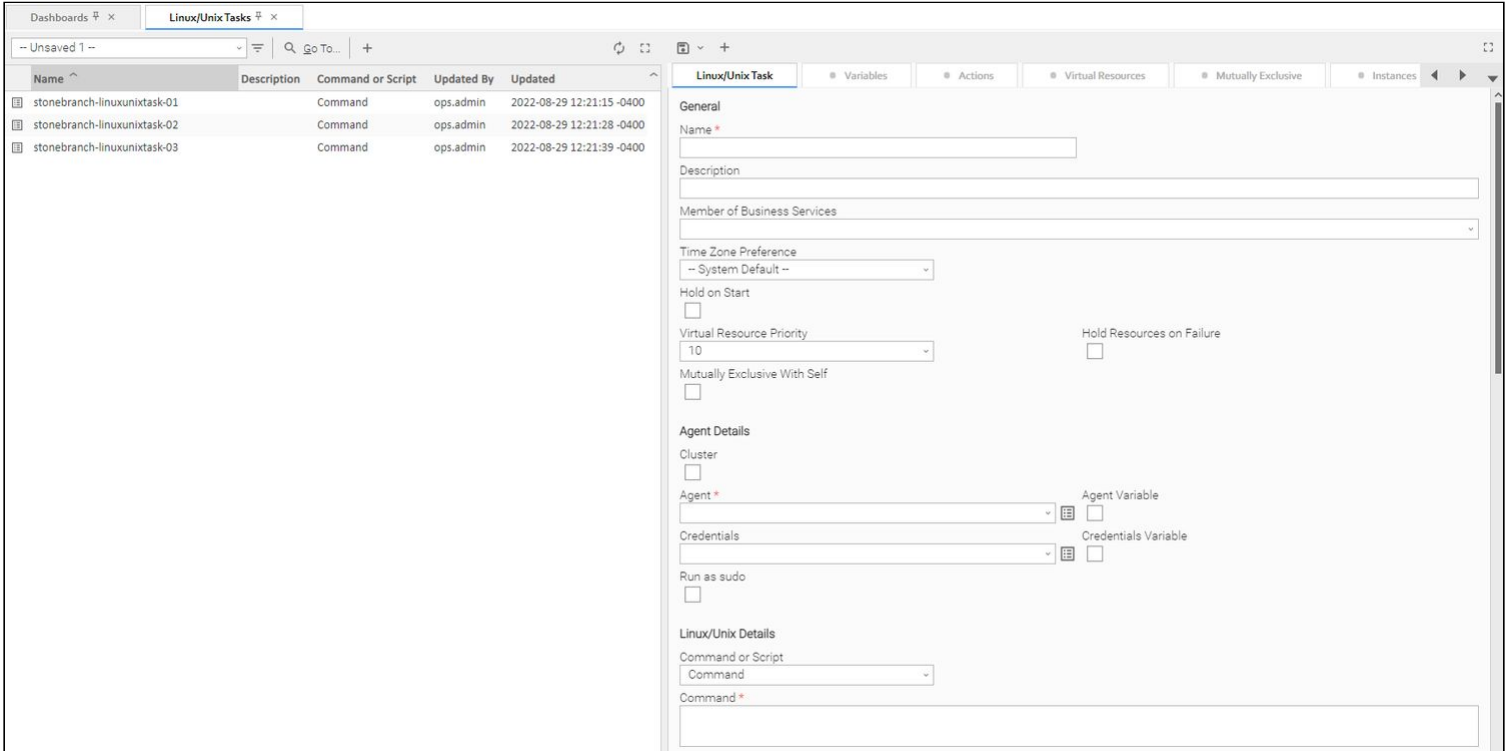 Dashboards
Linux/Unix Tasks
-- Unsaved 1 --
Go To...
Name Description Command or Script Updated By Updated
stonebranch-linuxunixtask-01 Command ops.admin 2022-08-29 12:21:15 -0400
stonebranch-linuxunixtask-02 Command ops.admin 2022-08-29 12:21:28 -0400
stonebranch-linuxunixtask-03 Command ops.admin 2022-08-29 12:21:39 -0400
Linux/Unix Task Variables Actions Virtual Resources Mutually Exclusive Instances
General
Name *
Description
Member of Business Services
Time Zone Preference
-- System Default --
Hold on Start
Virtual Resource Priority Hold Resources on Failure
10
Mutually Exclusive With Self
Agent Details
Cluster
Agent * Agent Variable
Credentials Credentials Variable
Run as sudo
Linux/Unix Details
Command or Script
Command
Command *